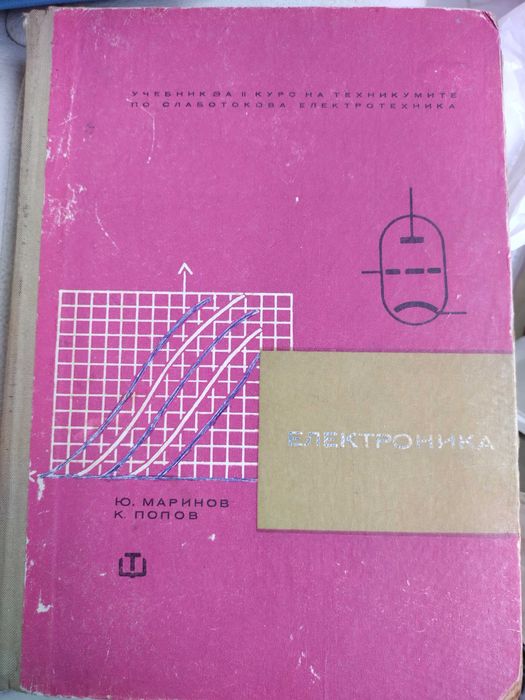 УЧЕБНИК ЗА II КУРС НА ТЕХНИКУМИТЕ
ПО СЛАБОТОКОВА ЕЛЕКТРОТЕХНИКА
ЕЛЕКТРОНИКА
Ю. МАРИНОВ
К. ПОПОВ
Т